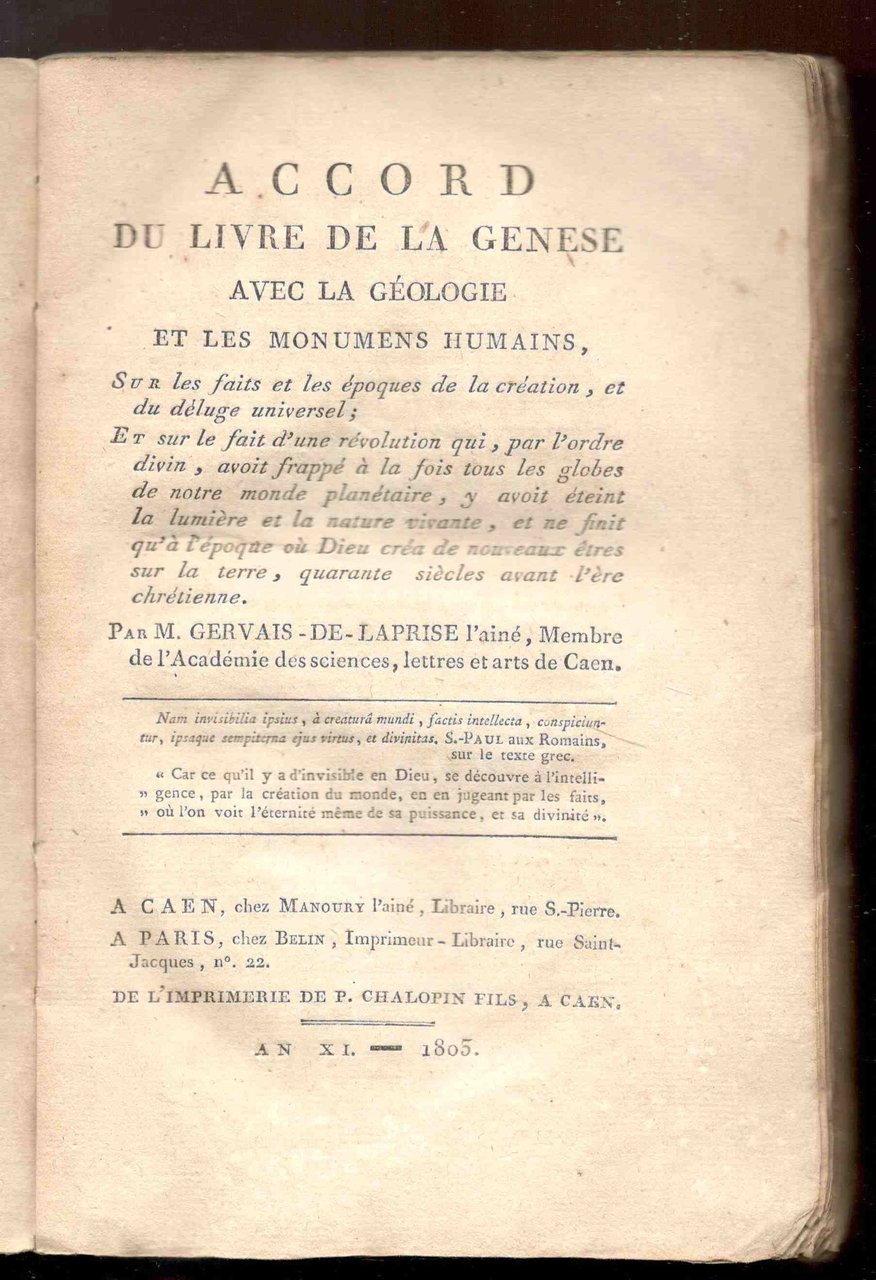 ACCORD
DU LIVRE DE LA GENESE
AVEC LA GÉOLOGIE
ET LES MONUMENS HUMAINS,
SUR les faits et les époques de la création, et
du déluge universel;
ET sur le fait d'une révolution qui, par l'ordre
divin, avoit frappé à la fois tous les globes
de notre monde planétaire, y avoit éteint
la lumière et la nature vivante, et ne finit
qu'à l'époque où Dieu créa de nouveaux êtres
sur la terre, quarante siècles avant l'ère
chrétienne.
PAR M. GERVAIS-DE-LAPRISE l'ainé, Membre
de l'Académie des sciences, lettres et arts de Caen.
Nam invisibilia ipsius, à creaturâ mundi, factis intellecta, conspiciun-
tur, ipsaque sempiterna ejus virtus, et divinitas. S.-PAUL aux Romains,
sur le texte grec.
« Car ce qu'il y a d'invisible en Dieu, se découvre à l'intelli-
» gence, par la création du monde, en en jugeant par les faits,
» où l'on voit l'éternité même de sa puissance, et sa divinité ».
A CAEN, chez MANOURY l'ainé, Libraire, rue S.-Pierre.
A PARIS, chez BELIN, Imprimeur-Libraire, rue Saint-
Jacques, nº. 22.
DE L'IMPRIMERIE DE P. CHALOPIN FILS, A CAEN.
AN XI. — 1803.